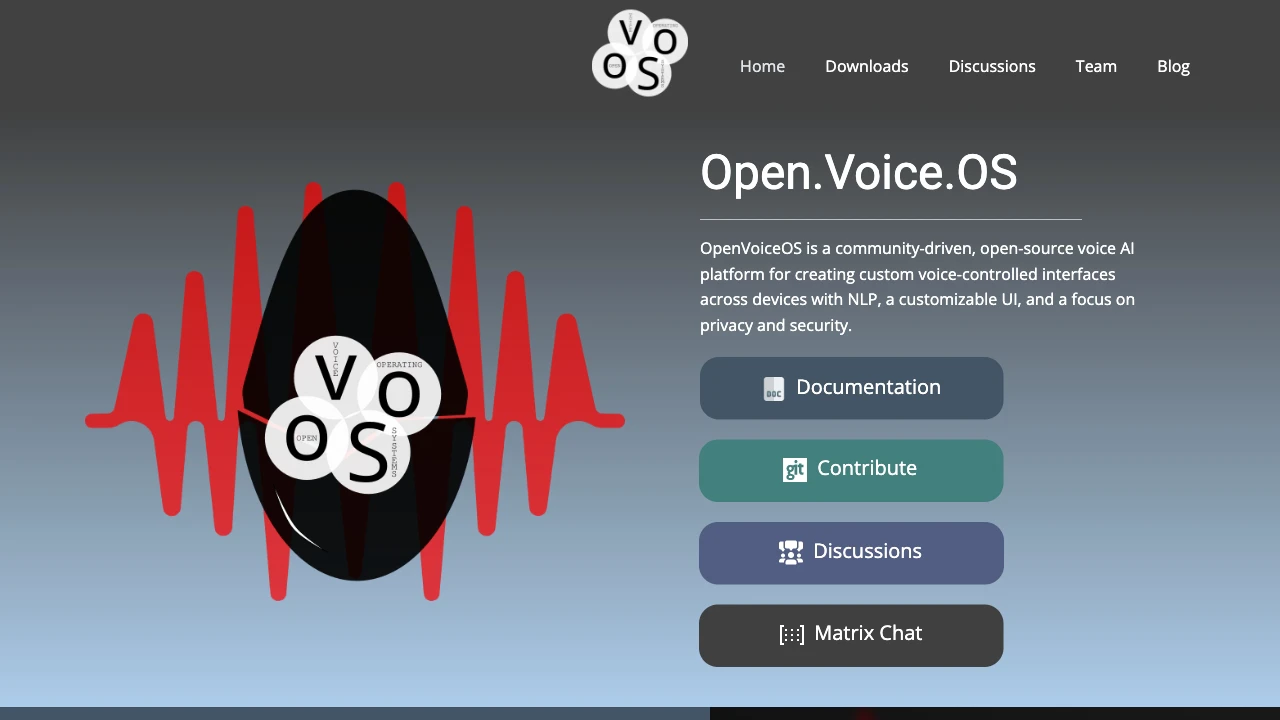 V
O
O
S
OPEN
Home
Downloads
Discussions
Team
Blog
Open.Voice.OS
OpenVoiceOS is a community-driven, open-source voice AI
platform for creating custom voice-controlled interfaces
across devices with NLP, a customizable UI, and a focus on
privacy and security.
VOICE
V
OPERATING
O
OPEN
O
S
SYSTEMS
DOC
Documentation
git
Contribute
Discussions
[:::]
Matrix Chat